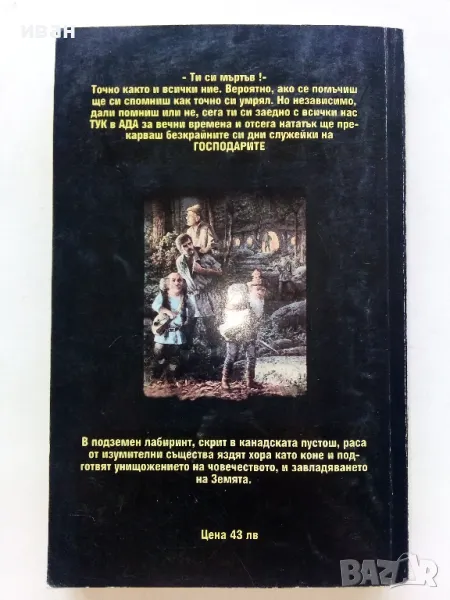 иван
- Ти си мъртъв !-
Точно както и всички ние. Вероятно, ако се помъчиш
ще си спомниш как точно си умрял. Но независимо,
дали помниш или не, сега ти си заедно с всички нас
ТУК в АДА за вечни времена и отсега нататък ще пре-
карваш безкрайните си дни служейки на
ГОСПОДАРИТЕ
В подземен лабиринт, скрит в канадската пустош, раса
от изумителни същества яздят хора като коне и под-
готвят унищожението на човечеството, и завладяването
на Земята.
Цена 43 лв
BAZAR